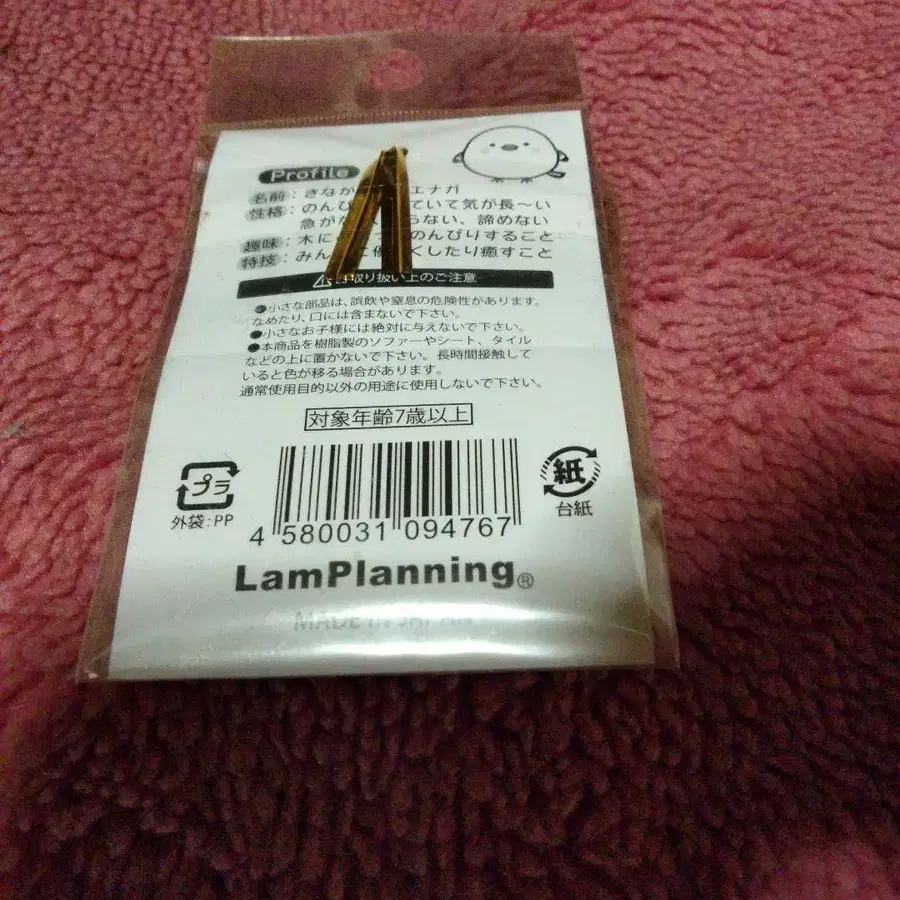 Profile
名前：きなか エナガ
性格：のんび ていて気が長～い
急がな らない、諦めない
趣味：木に のんびりすること
特技：みん くしたり癒すこと
取り扱い上のご注意
●小さな部品は、誤飲や窒息の危険性があります。
なめたり、口には含まないで下さい。
●小さなお子様には絶対に与えないで下さい。
●本商品を樹脂製のソファーやシート、タイル
などの上に置かないで下さい。長時間接触して
いると色が移る場合があります。
通常使用目的以外の用途に使用しないで下さい。
対象年齢7歳以上
プラ
外袋：PP
紙
台紙
4 580031 094767
LamPlanning®
MADE IN JAPAN